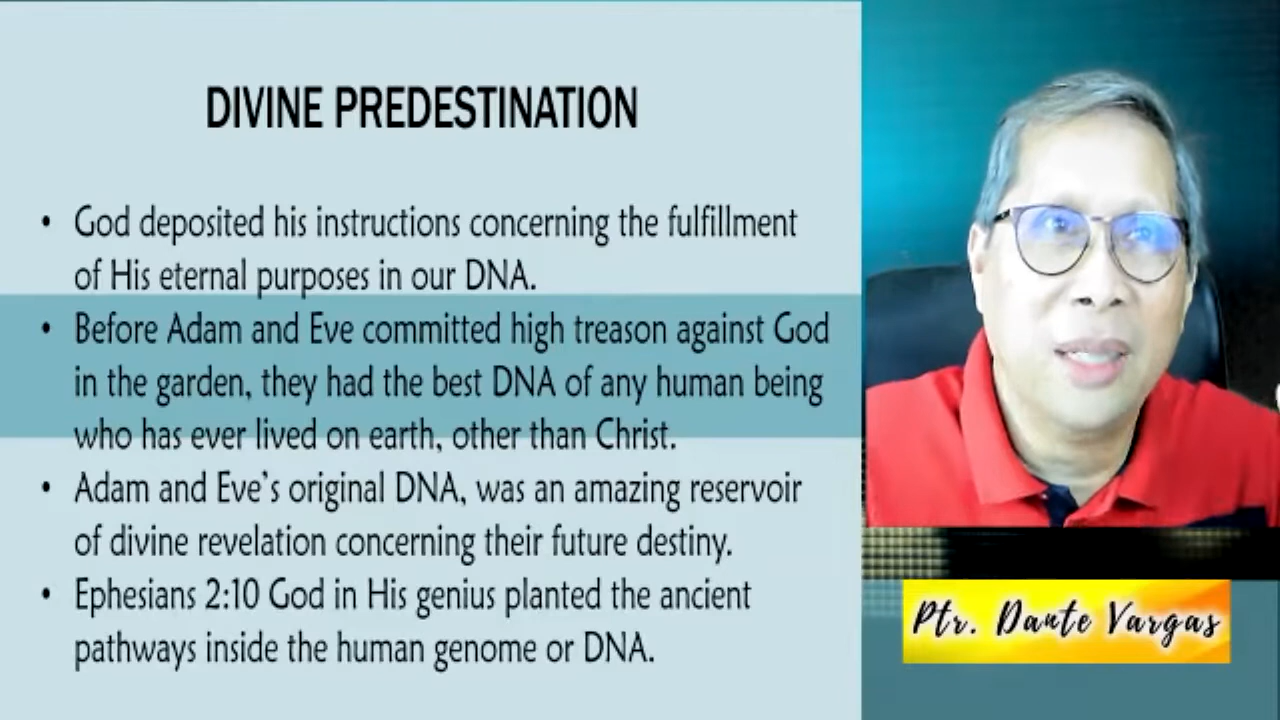 DIVINE PREDESTINATION
• God deposited his instructions concerning the fulfillment
of His eternal purposes in our DNA.
• Before Adam and Eve committed high treason against God
in the garden, they had the best DNA of any human being
who has ever lived on earth, other than Christ.
• Adam and Eve`s original DNA, was an amazing reservoir
of divine revelation concerning their future destiny.
• Ephesians 2:10 God in His genius planted the ancient
pathways inside the human genome or DNA.
Ptr. Dante Vargas